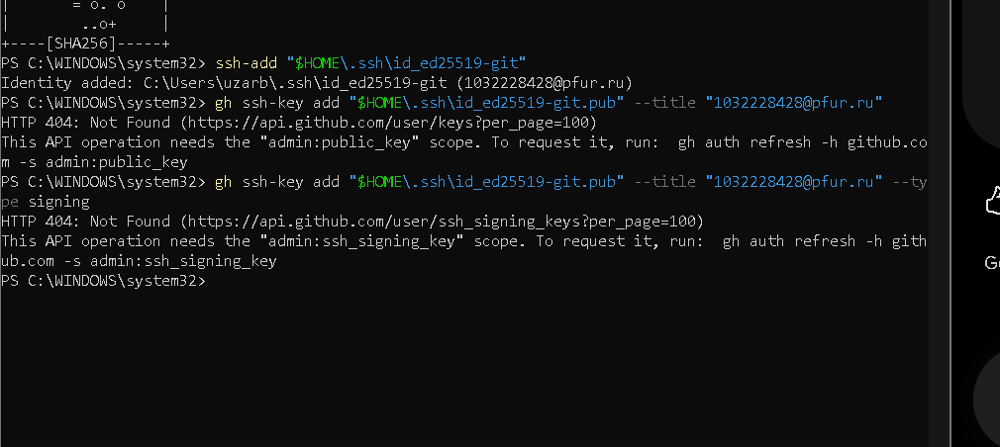 |       = o. o    |
|        ..o+     |
+----[SHA256]-----+
PS C:\WINDOWS\system32> ssh-add "$HOME\.ssh\id_ed25519-git"
Identity added: C:\Users\uzarb\.ssh\id_ed25519-git (1032228428@pfur.ru)
PS C:\WINDOWS\system32> gh ssh-key add "$HOME\.ssh\id_ed25519-git.pub" --title "1032228428@pfur.ru"
HTTP 404: Not Found (https://api.github.com/user/keys?per_page=100)
This API operation needs the "admin:public_key" scope. To request it, run:  gh auth refresh -h github.co
m -s admin:public_key
PS C:\WINDOWS\system32> gh ssh-key add "$HOME\.ssh\id_ed25519-git.pub" --title "1032228428@pfur.ru" --ty
pe signing
HTTP 404: Not Found (https://api.github.com/user/ssh_signing_keys?per_page=100)
This API operation needs the "admin:ssh_signing_key" scope. To request it, run:  gh auth refresh -h gith
ub.com -s admin:ssh_signing_key
PS C:\WINDOWS\system32>